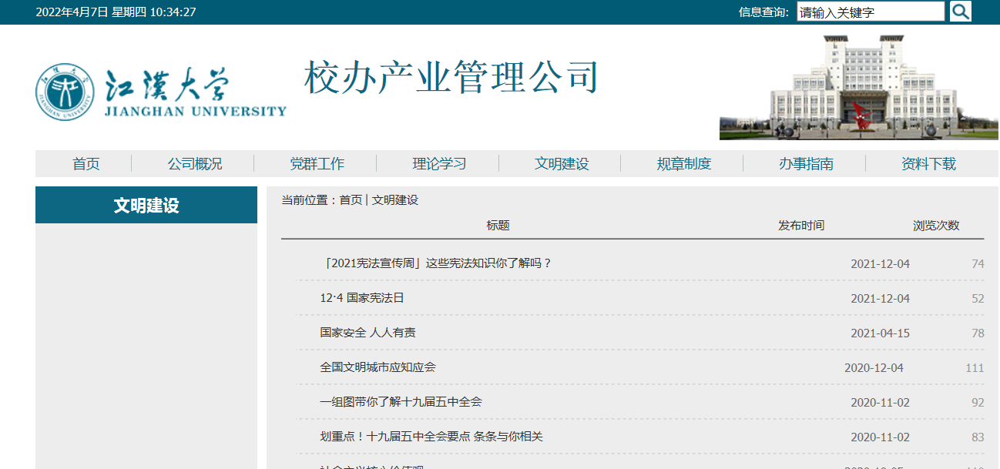 2022年4月7日 星期四 10:34:27 信息查询: 请输入关键字
江漢大学
JIANGHAN UNIVERSITY
校办产业管理公司
首页 公司概况 党群工作 理论学习 文明建设 规章制度 办事指南 资料下载
文明建设
当前位置：首页 | 文明建设
标题 发布时间 浏览次数
「2021宪法宣传周」这些宪法知识你了解吗？ 2021-12-04 74
12·4 国家宪法日 2021-12-04 52
国家安全 人人有责 2021-04-15 78
全国文明城市应知应会 2020-12-04 111
一组图带你了解十九届五中全会 2020-11-02 92
划重点！十九届五中全会要点 条条与你相关 2020-11-02 83